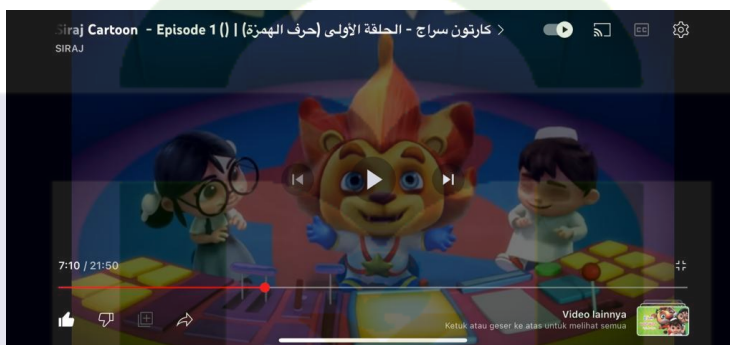 Siraj Cartoon - Episode 1 () | كارتون سراج - الحلقة الأولى (حرف الهمزة)
SIRAJ
CC
7:10 / 21:50
Video lainnya
Ketuk atau geser ke atas untuk melihat semua